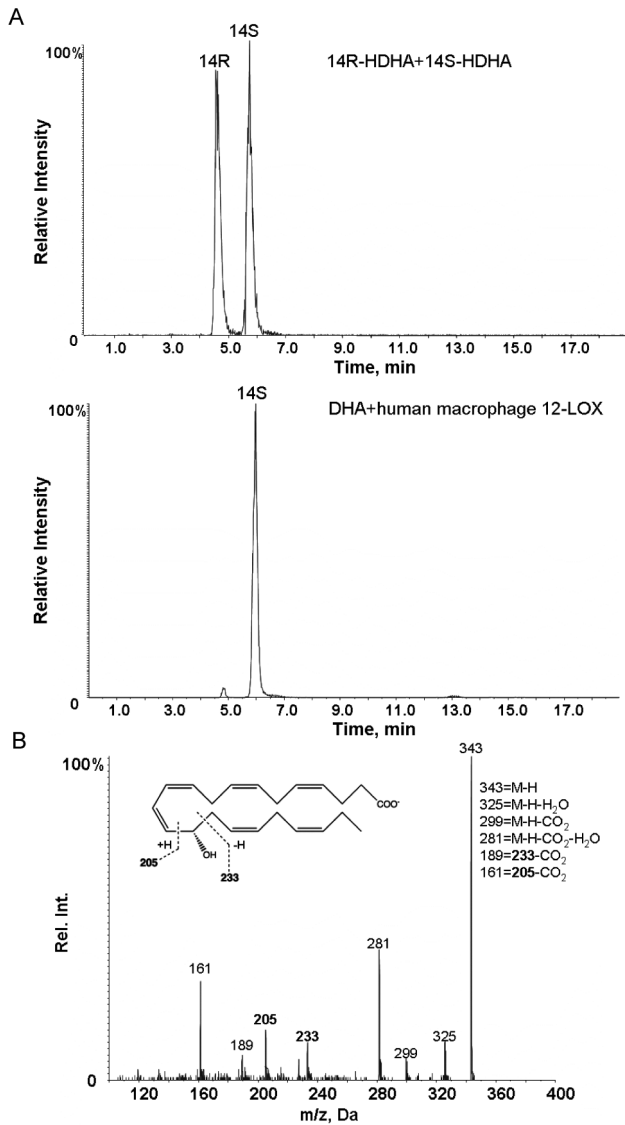 A
100%
14R
14S
14R-HDHA+14S-HDHA
Relative Intensity
0
1.0 3.0 5.0 7.0 9.0 11.0 13.0 15.0 17.0
Time, min
100%
14S
DHA+human macrophage 12-LOX
Relative Intensity
0
1.0 3.0 5.0 7.0 9.0 11.0 13.0 15.0 17.0
Time, min
B
100%
343
343=M-H
325=M-H-H₂O
299=M-H-CO₂
281=M-H-CO₂-H₂O
189=233-CO₂
161=205-CO₂
COO⁻
+H
-H
OH
205
233
Rel. Int.
161
189
205
233
281
299
325
0
120 160 200 240 280 320 360 400
m/z, Da